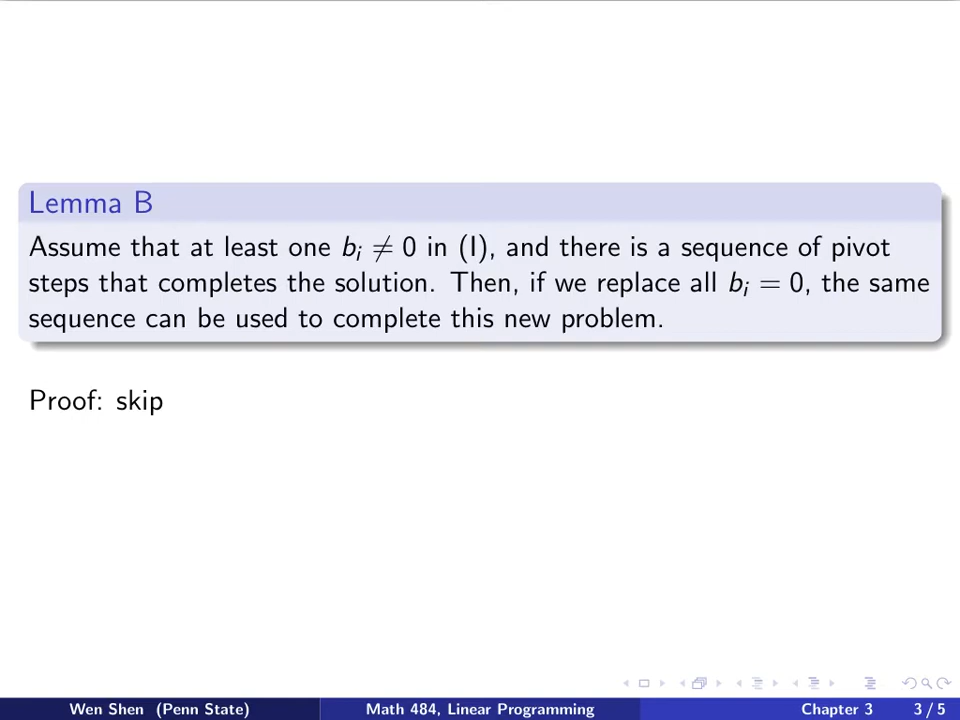 Lemma B
Assume that at least one b_i ≠ 0 in (I), and there is a sequence of pivot
steps that completes the solution. Then, if we replace all b_i = 0, the same
sequence can be used to complete this new problem.
Proof: skip
Wen Shen (Penn State) Math 484, Linear Programming Chapter 3 3 / 5